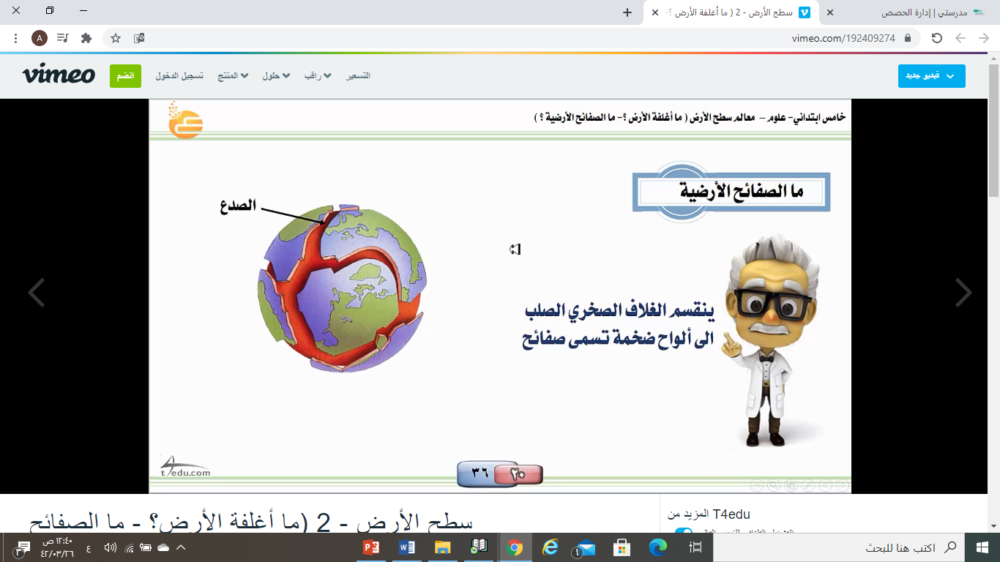 مدرستي | إدارة الحصص
سطح الأرض - 2 ( ما أغلفة الأرض ؟-
vimeo.com/192409274
A
vimeo
انضم
تسجيل الدخول
المنتج
حلول
راقب
التسعير
فيديو جديد
خامس ابتدائي- علوم – معالم سطح الأرض ( ما أغلفة الأرض ؟- ما الصفائح الأرضية ؟ )
ما الصفائح الأرضية
الصدع
ينقسم الغلاف الصخري الصلب
الى ألواح ضخمة تسمى صفائح
t4edu.com
٣٦
٢٠
سطح الأرض - 2 (ما أغلفة الأرض؟ - ما الصفائح
المزيد من T4edu
اكتب هنا للبحث
١
ع
١٢:٤٠ ص
٤٢/٠٣/٢٦
٣